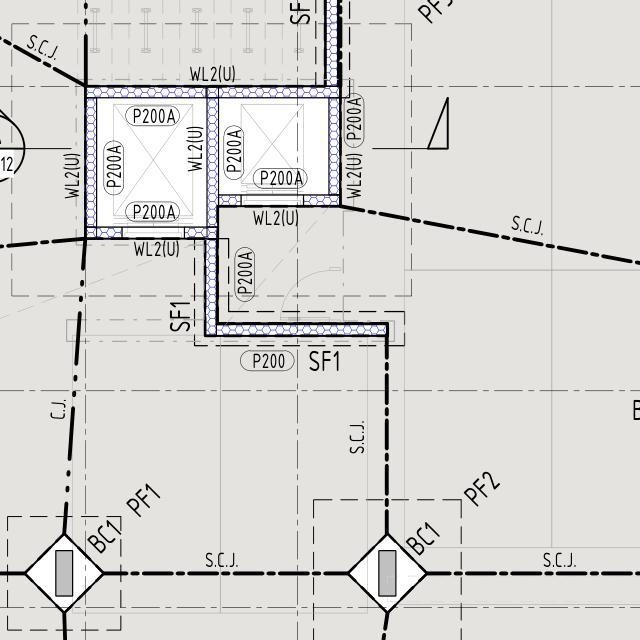 SF
PF
S.C.J.
WL2(U)
P200A
P200A
12
WL2(U)
P200A
WL2(U)
P200A
P200A
WL2(U)
P200A
WL2(U)
WL2(U)
S.C.J.
P200A
SF1
P200
SF1
C.J.
S.C.J.
B
PF1
PF2
BC1
BC1
S.C.J.
S.C.J.